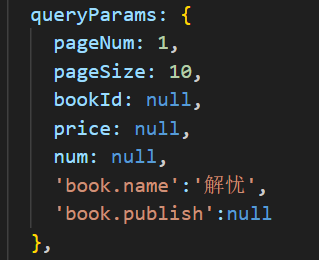 queryParams: {
pageNum: 1,
pageSize: 10,
bookId: null,
price: null,
num: null,
'book.name':'解忧',
'book.publish':null
},